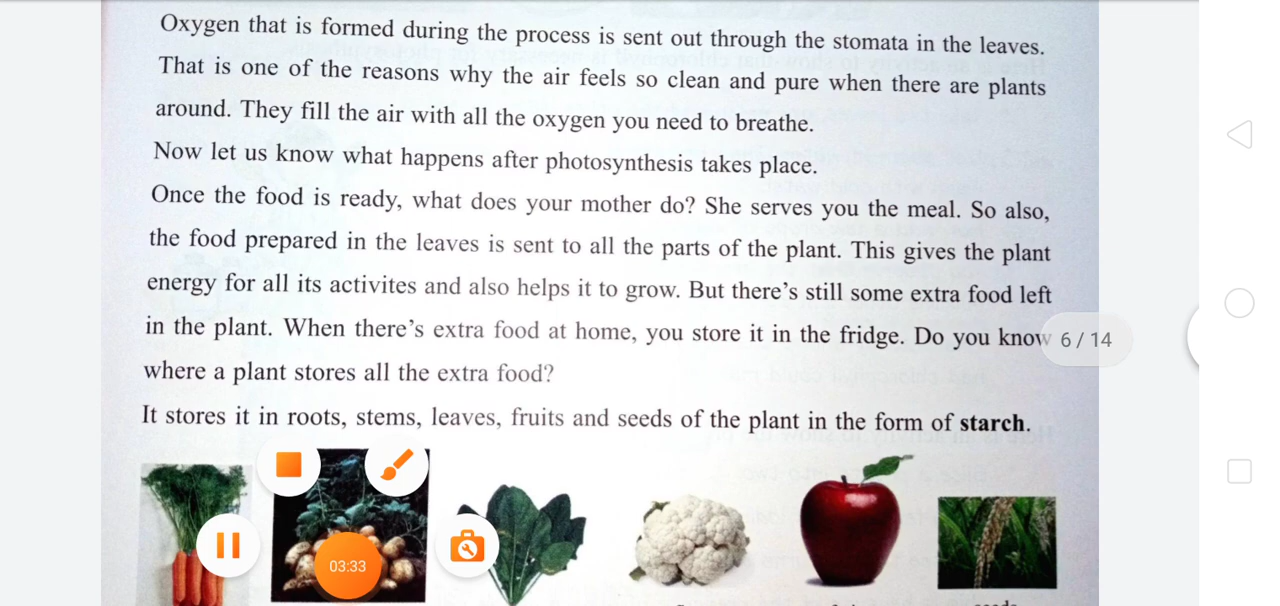 Oxygen that is formed during the process is sent out through the stomata in the leaves.
That is one of the reasons why the air feels so clean and pure when there are plants
around. They fill the air with all the oxygen you need to breathe.
Now let us know what happens after photosynthesis takes place.
Once the food is ready, what does your mother do? She serves you the meal. So also,
the food prepared in the leaves is sent to all the parts of the plant. This gives the plant
energy for all its activites and also helps it to grow. But there's still some extra food left
in the plant. When there's extra food at home, you store it in the fridge. Do you know
6 / 14
where a plant stores all the extra food?
It stores it in roots, stems, leaves, fruits and seeds of the plant in the form of starch.
03:33